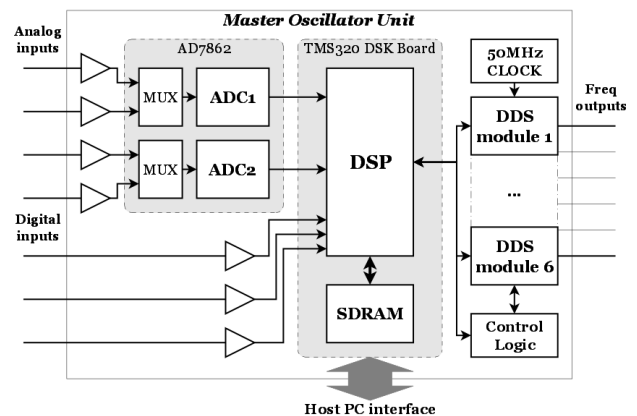 Master Oscillator Unit
Analog
inputs
AD7862
TMS320 DSK Board
50MHz
CLOCK
Freq
outputs
MUX
ADC1
DDS
module 1
MUX
ADC2
DSP
...
Digital
inputs
DDS
module 6
SDRAM
Control
Logic
Host PC interface